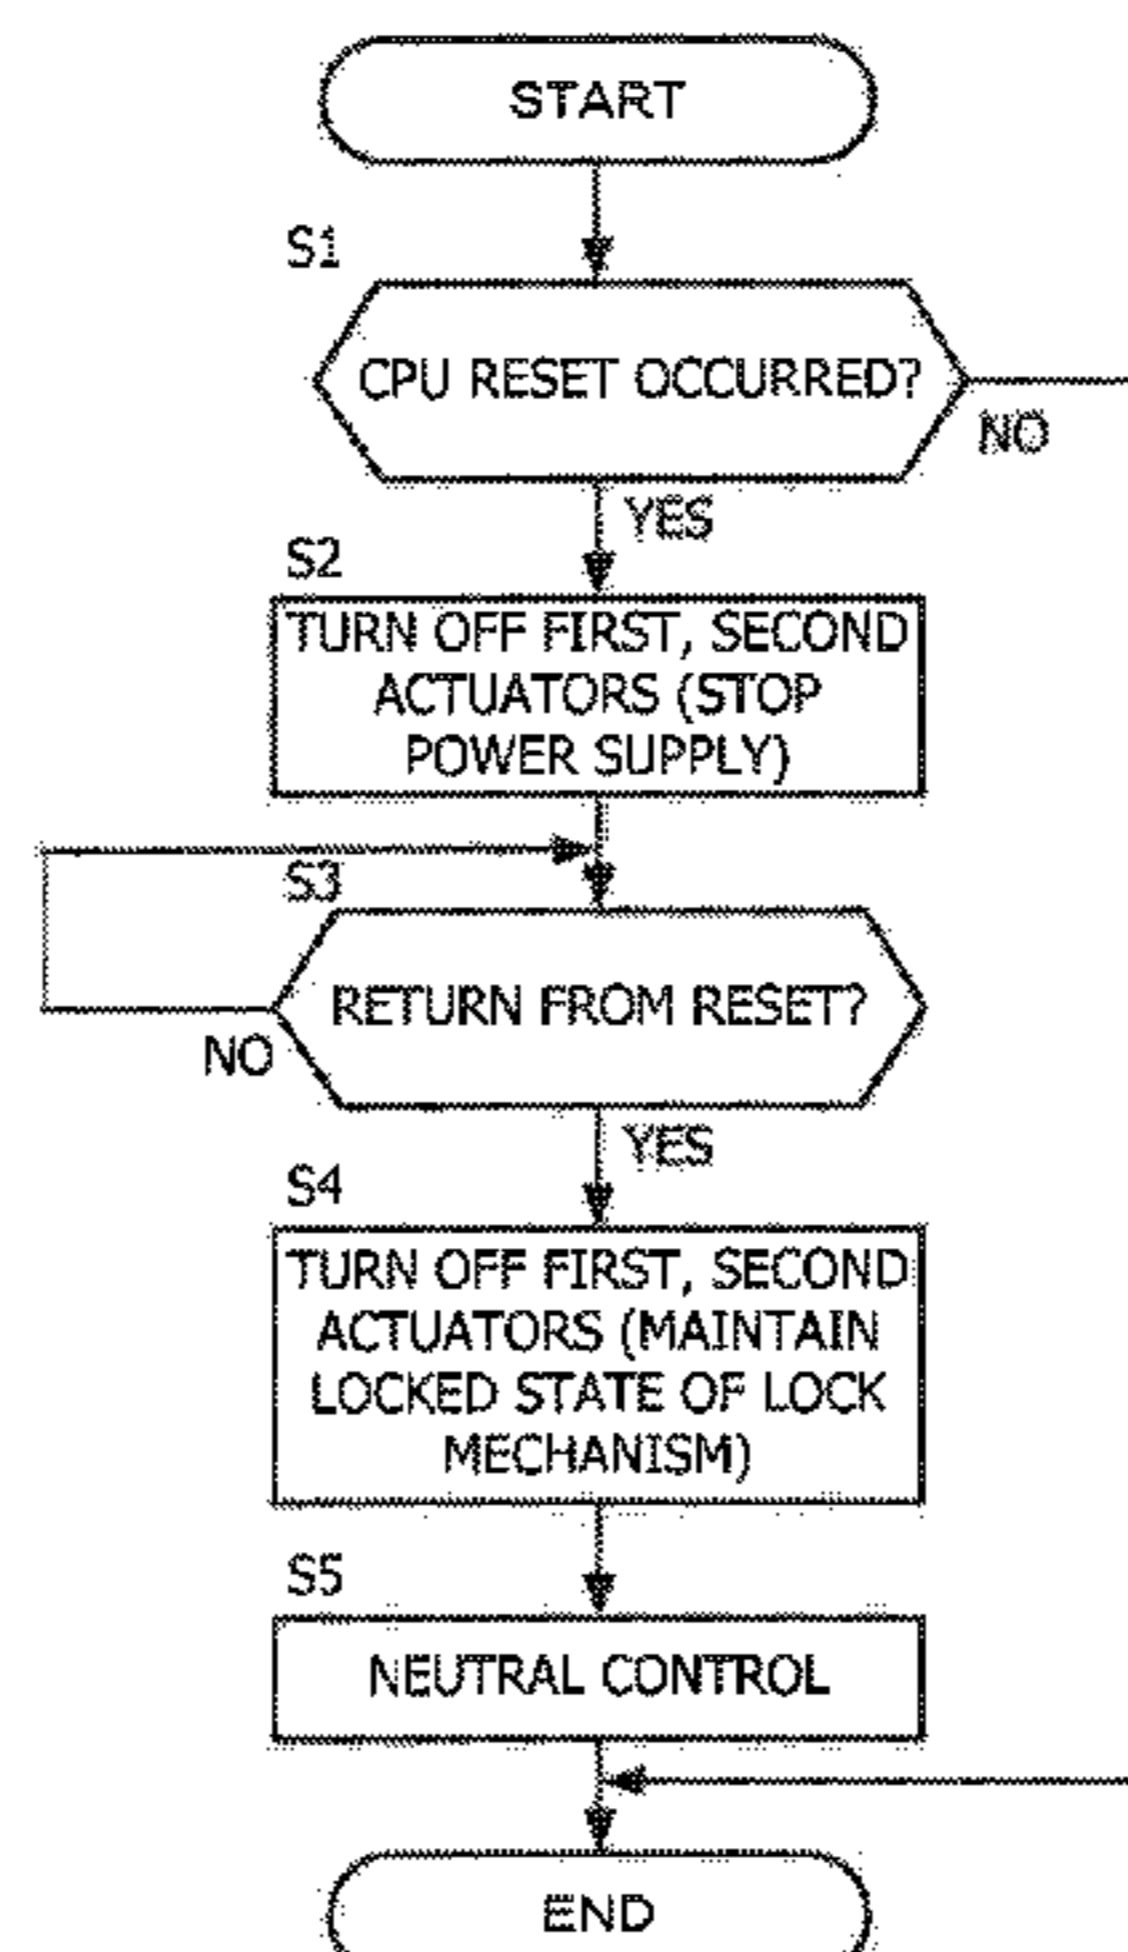 START
S1
CPU RESET OCCURRED?
NO
YES
S2
TURN OFF FIRST, SECOND
ACTUATORS (STOP
POWER SUPPLY)
S3
RETURN FROM RESET?
NO
YES
S4
TURN OFF FIRST, SECOND
ACTUATORS (MAINTAIN
LOCKED STATE OF LOCK
MECHANISM)
S5
NEUTRAL CONTROL
END